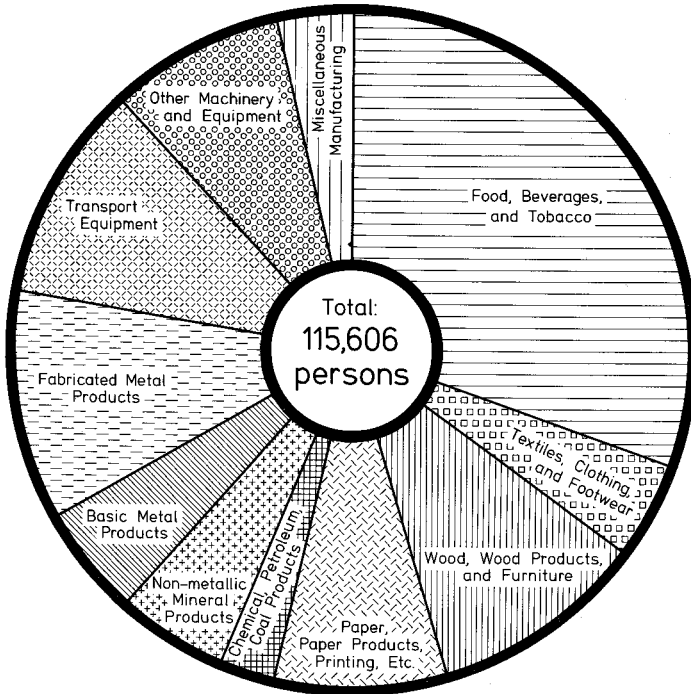 Miscellaneous
Manufacturing
Food, Beverages,
and Tobacco
Textiles, Clothing,
and Footwear
Wood, Wood Products,
and Furniture
Paper,
Paper Products,
Printing, Etc.
Chemical, Petroleum,
Coal Products
Non-metallic
Mineral
Products
Basic Metal
Products
Fabricated Metal
Products
Transport
Equipment
Other Machinery
and Equipment
Total:
115,606
persons